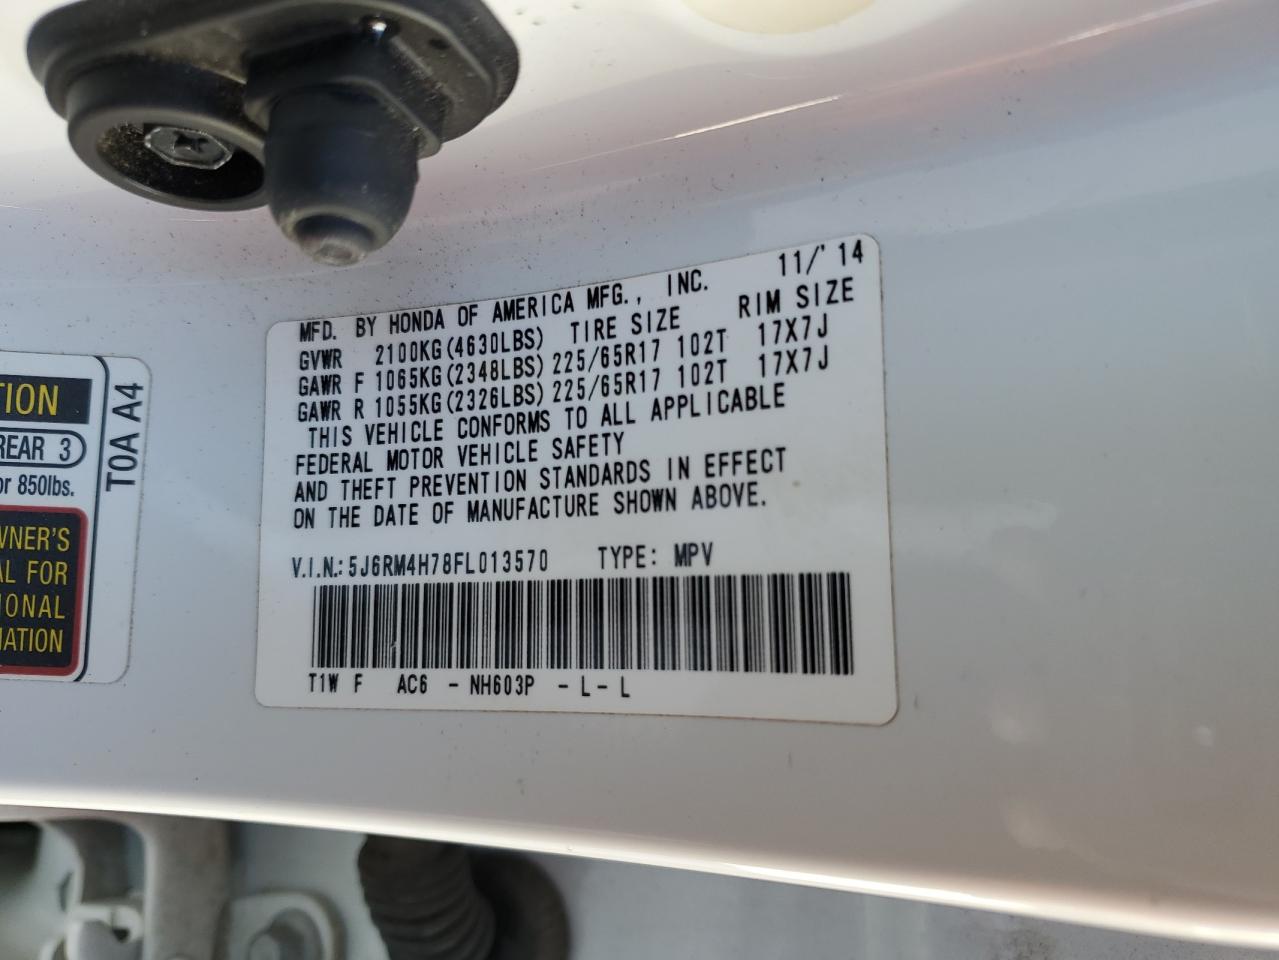 MFD. BY HONDA OF AMERICA MFG., INC. 11/'14
GVWR 2100KG(4630LBS) TIRE SIZE RIM SIZE
GAWR F 1065KG(2348LBS) 225/65R17 102T 17X7J
GAWR R 1055KG(2326LBS) 225/65R17 102T 17X7J
THIS VEHICLE CONFORMS TO ALL APPLICABLE
FEDERAL MOTOR VEHICLE SAFETY
AND THEFT PREVENTION STANDARDS IN EFFECT
ON THE DATE OF MANUFACTURE SHOWN ABOVE.
V.I.N.: 5J6RM4H78FL013570 TYPE: MPV
T1W F AC6 - NH603P - L - L
TION
REAR 3
or 850lbs.
WNER'S
AL FOR
IONAL
MATION
T0A A4